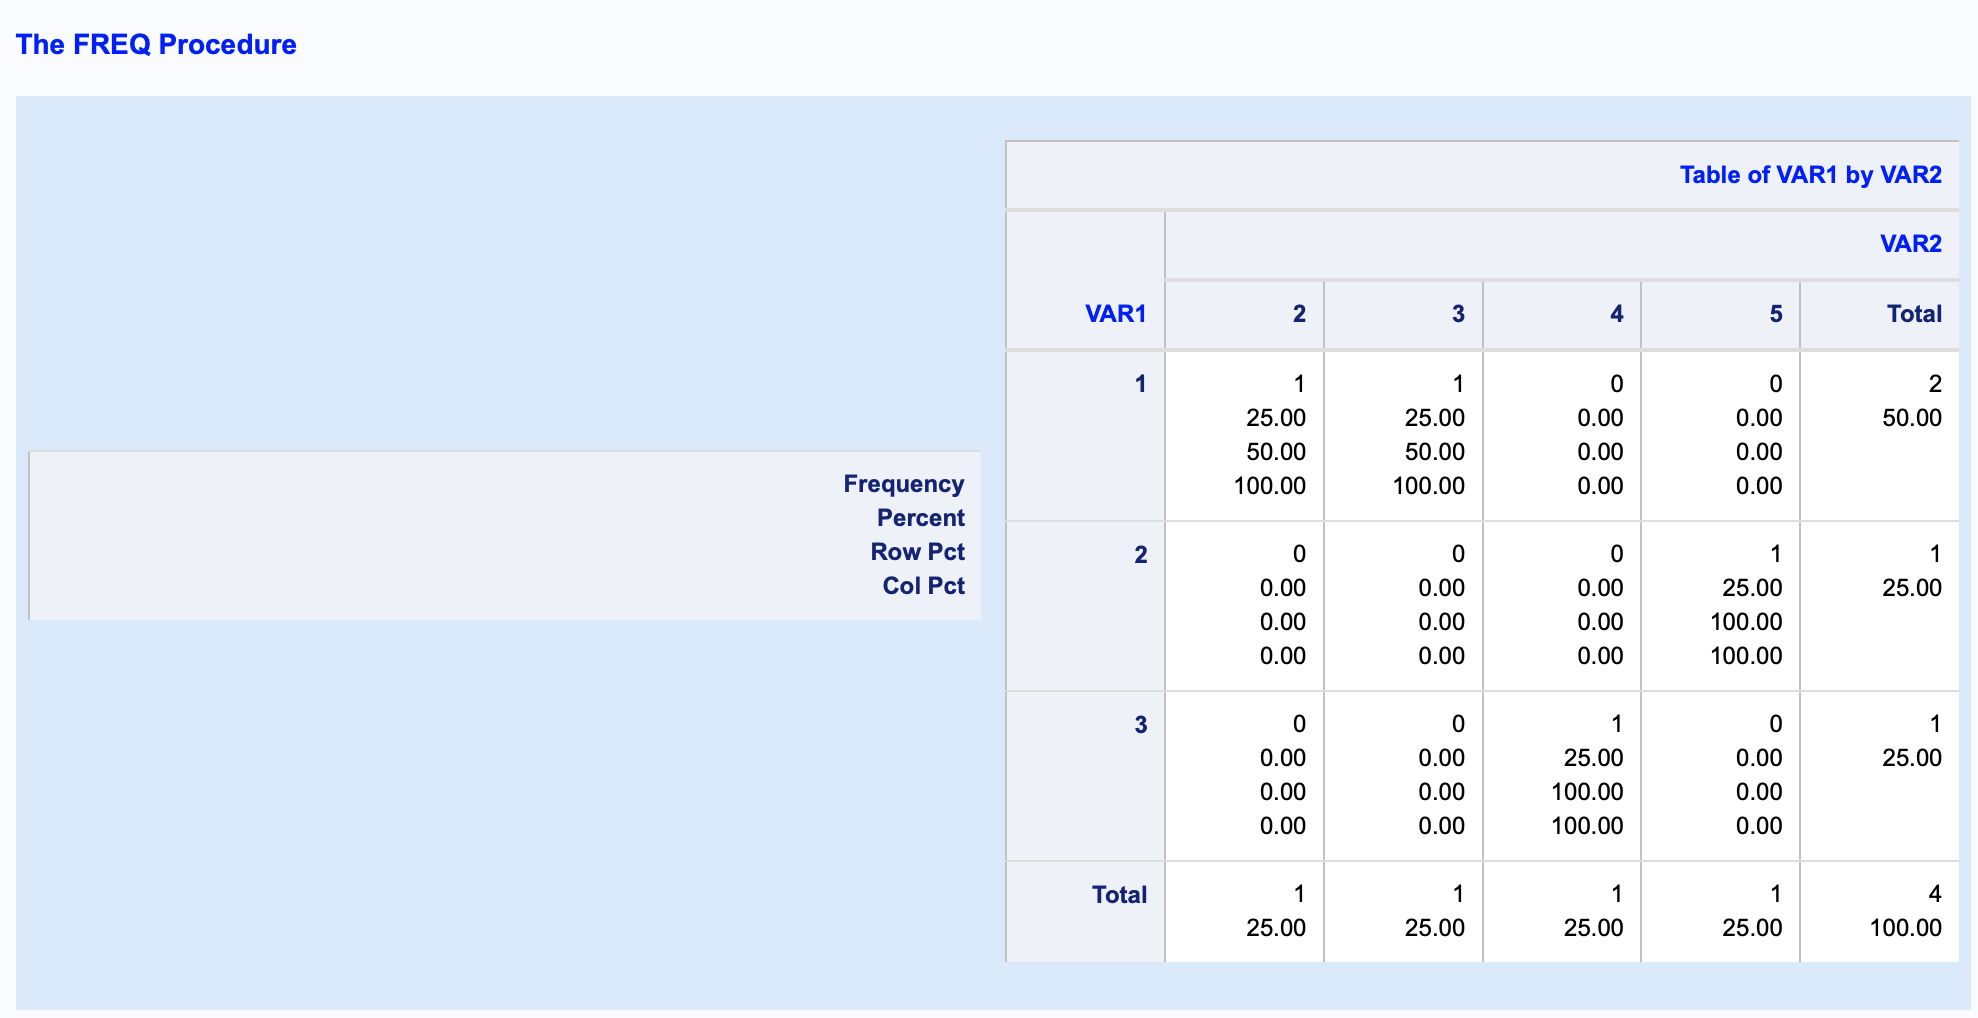 The FREQ Procedure
Frequency
Percent
Row Pct
Col Pct
Table of VAR1 by VAR2
VAR2
VAR1 2 3 4 5 Total
1 1 1 0 0 2
25.00 25.00 0.00 0.00 50.00
50.00 50.00 0.00 0.00
100.00 100.00 0.00 0.00
2 0 0 0 1 1
0.00 0.00 0.00 25.00 25.00
0.00 0.00 0.00 100.00
0.00 0.00 0.00 100.00
3 0 0 1 0 1
0.00 0.00 25.00 0.00 25.00
0.00 0.00 100.00 0.00
0.00 0.00 100.00 0.00
Total 1 1 1 1 4
25.00 25.00 25.00 25.00 100.00